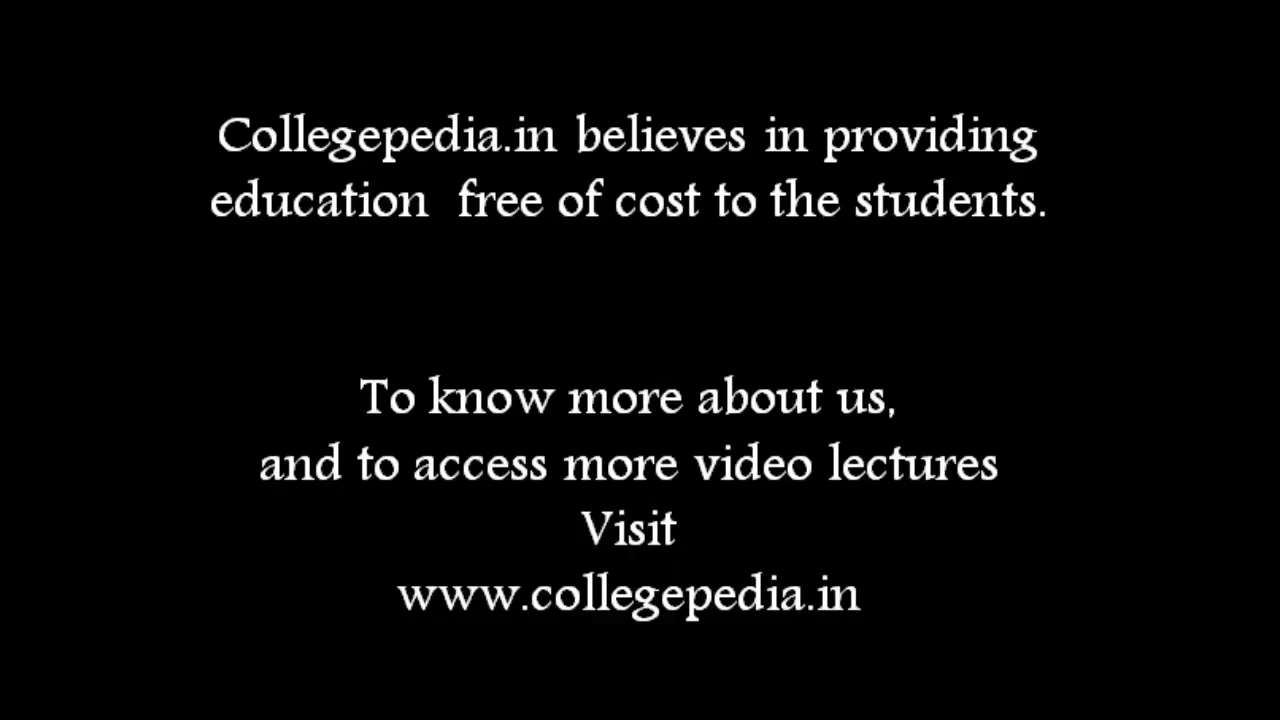 Collegepedia.in believes in providing
education  free of cost to the students.
To know more about us,
and to access more video lectures
Visit
www.collegepedia.in